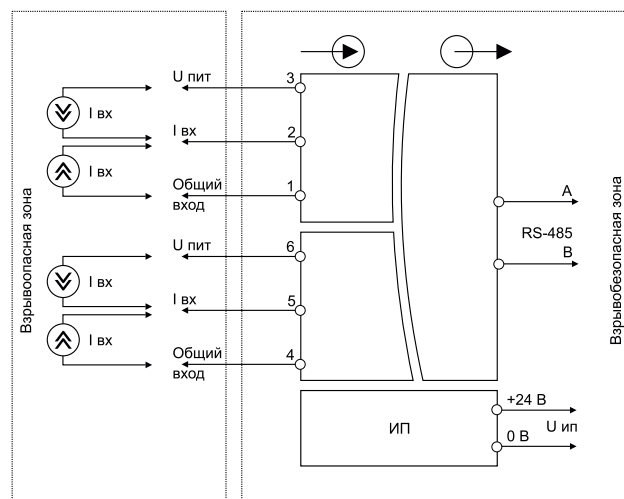 Взрывоопасная зона
Взрывобезопасная зона
U пит
3
I вх
I вх
2
I вх
Общий
вход
1
A
RS-485
B
U пит
6
I вх
I вх
5
I вх
Общий
вход
4
ИП
+24 В
U ип
0 В